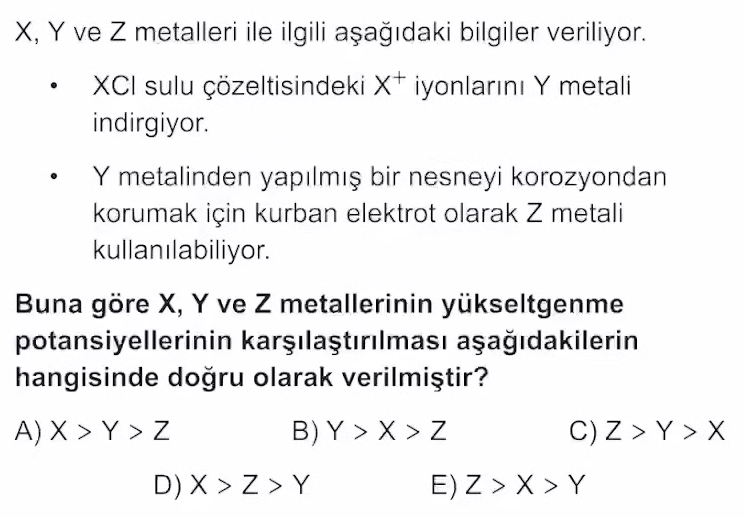 X, Y ve Z metalleri ile ilgili aşağıdaki bilgiler veriliyor.
• XCl sulu çözeltisindeki X⁺ iyonlarını Y metali
indirgiyor.
• Y metalinden yapılmış bir nesneyi korozyondan
korumak için kurban elektrot olarak Z metali
kullanılabiliyor.
Buna göre X, Y ve Z metallerinin yükseltgenme
potansiyellerinin karşılaştırılması aşağıdakilerin
hangisinde doğru olarak verilmiştir?
A) X > Y > Z B) Y > X > Z C) Z > Y > X
D) X > Z > Y E) Z > X > Y